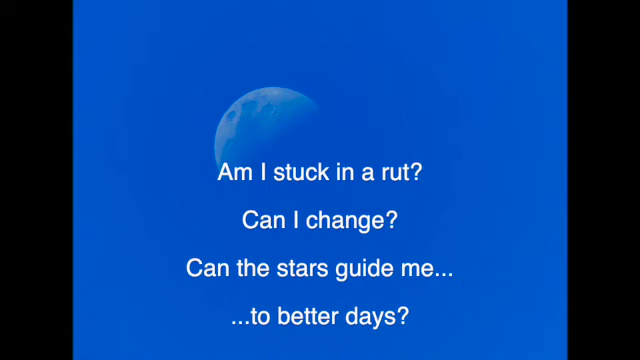 Am I stuck in a rut?
Can I change?
Can the stars guide me...
...to better days?